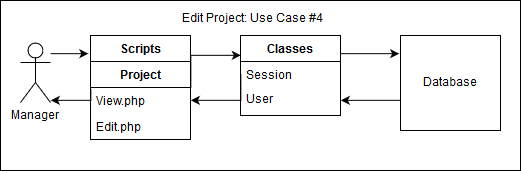 Edit Project: Use Case #4
Scripts
Project
View.php
Edit.php
Classes
Session
User
Database
Manager